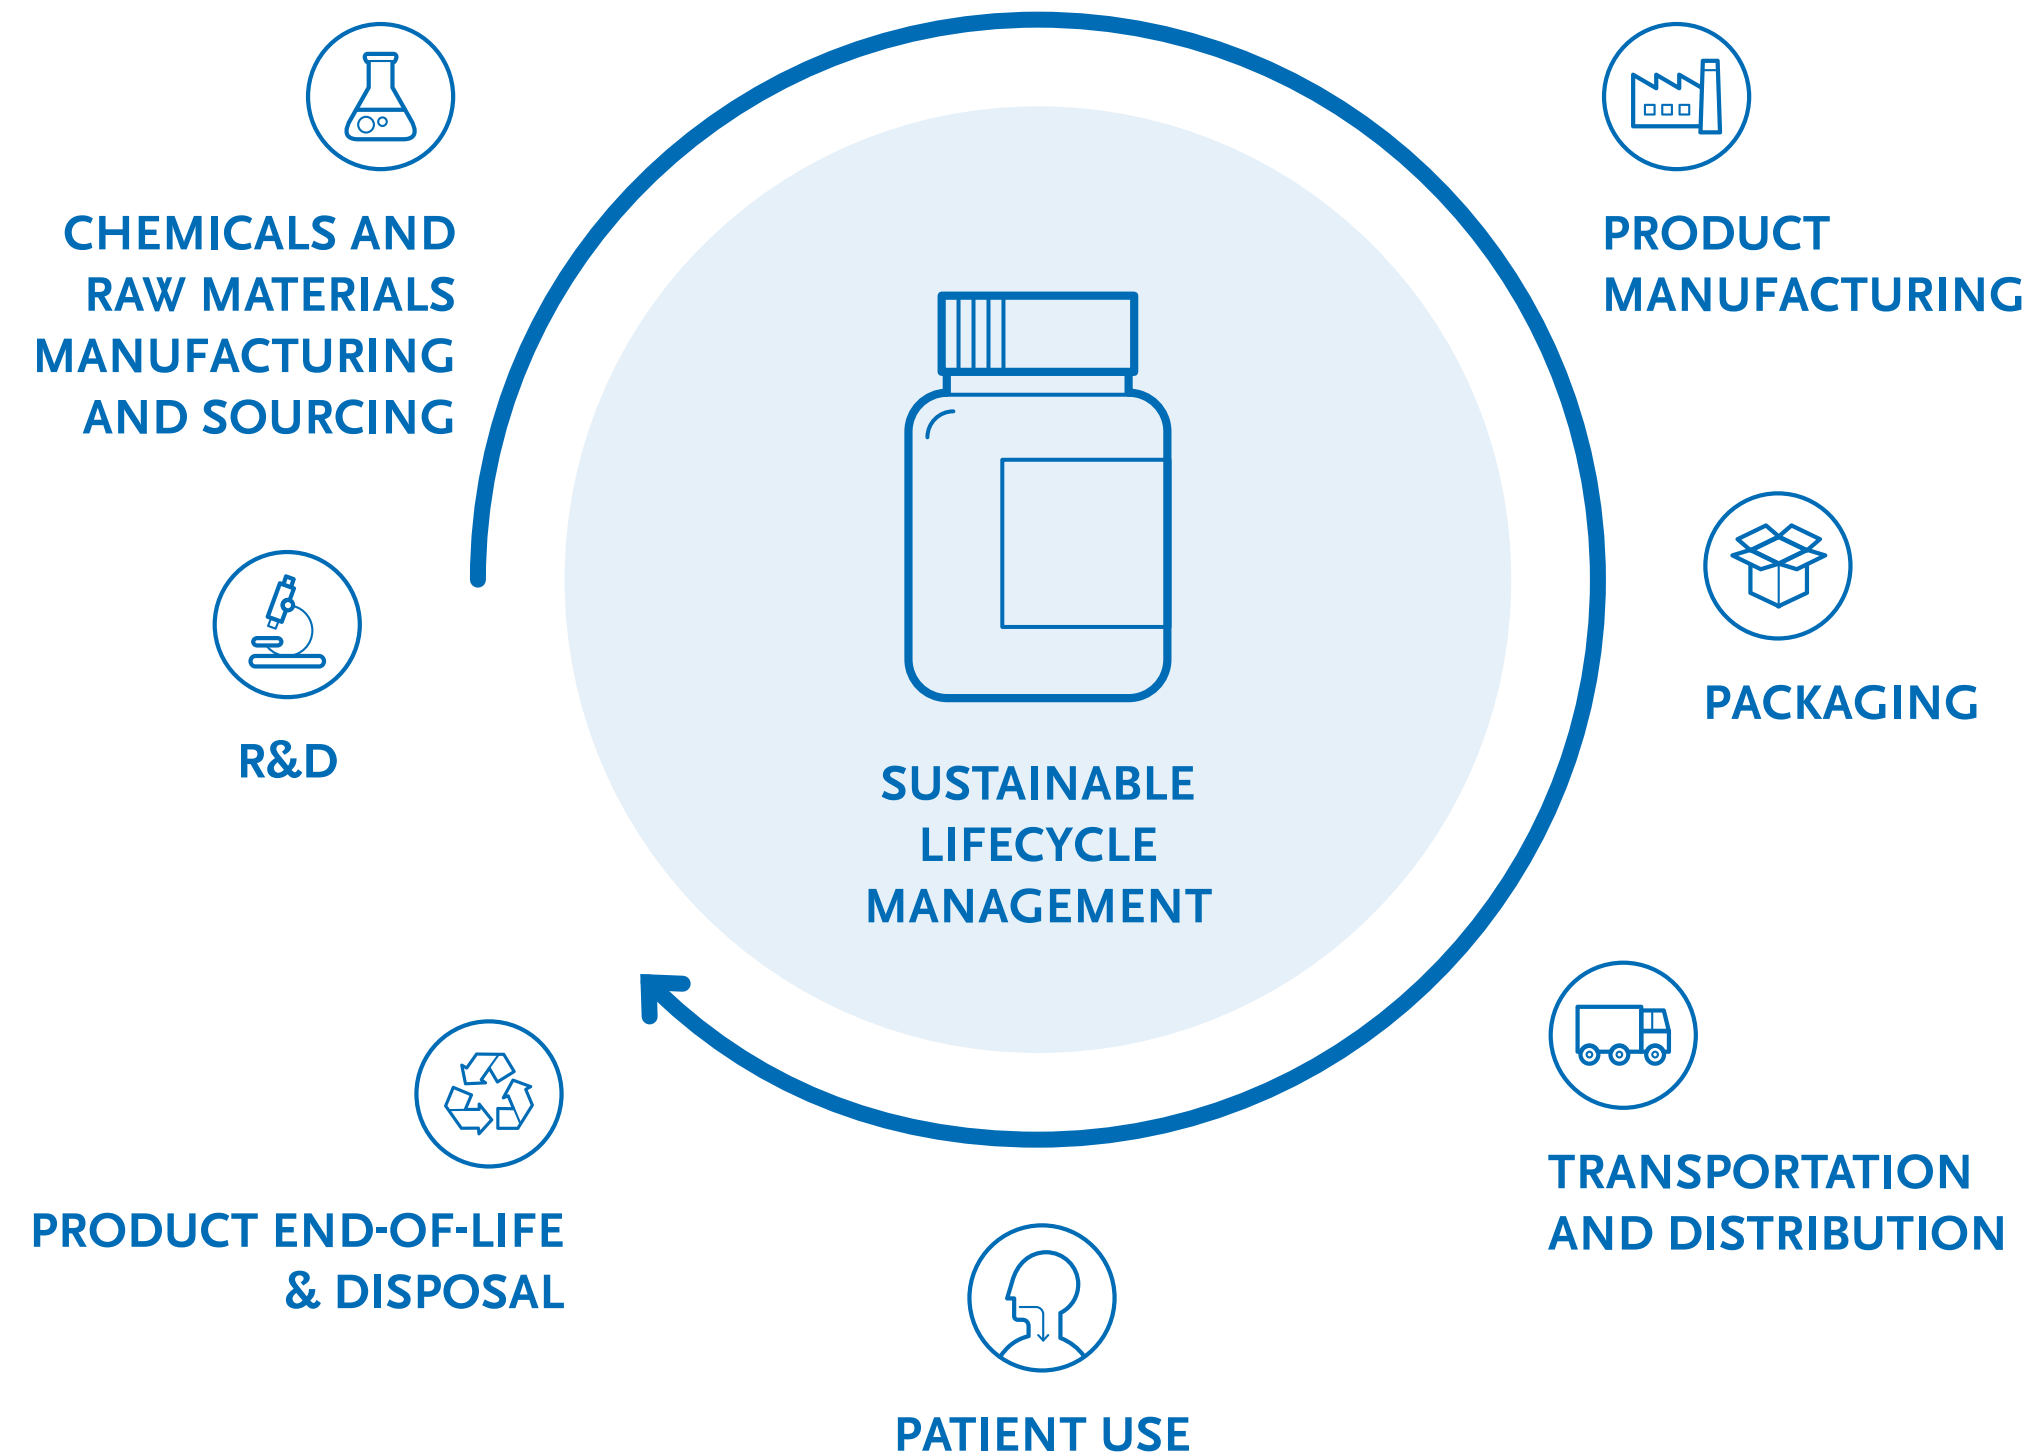 CHEMICALS AND
RAW MATERIALS
MANUFACTURING
AND SOURCING
PRODUCT
MANUFACTURING
R&D
PACKAGING
SUSTAINABLE
LIFECYCLE
MANAGEMENT
TRANSPORTATION
AND DISTRIBUTION
PRODUCT END-OF-LIFE
& DISPOSAL
PATIENT USE